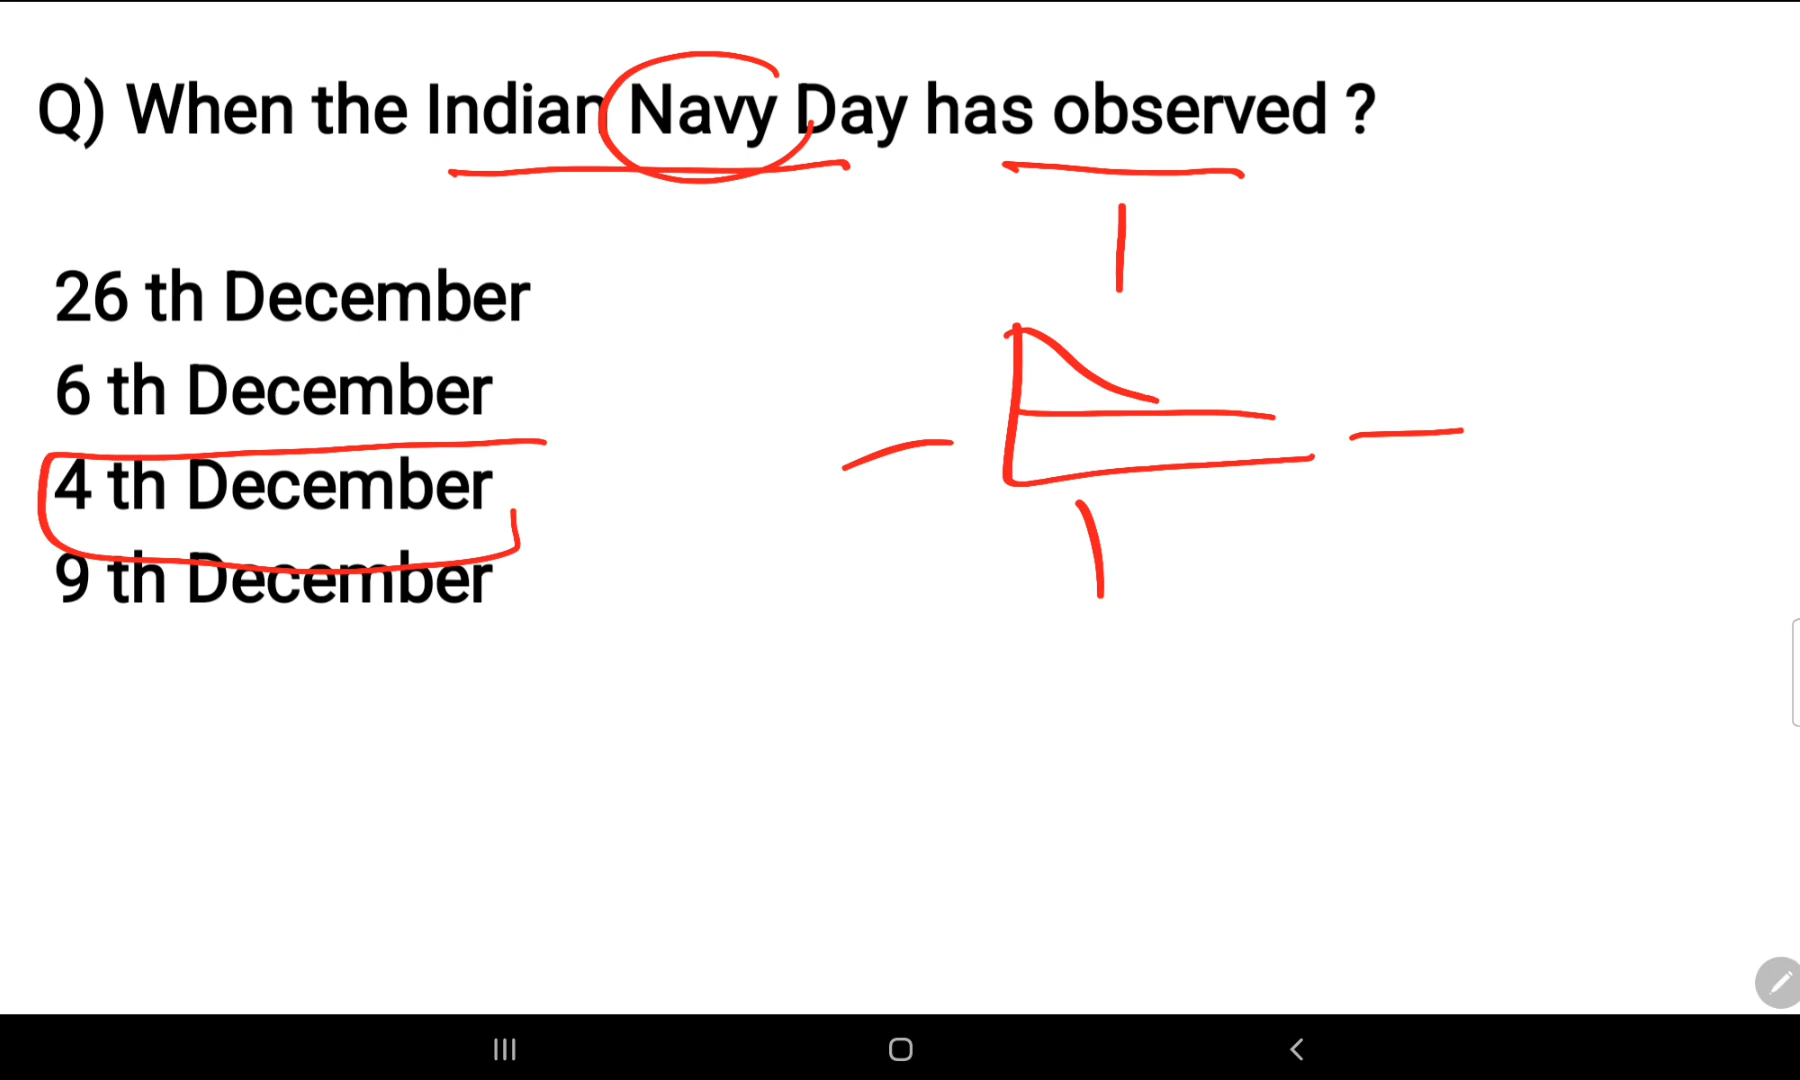 Q) When the Indian Navy Day has observed ?
26 th December
6 th December
4 th December
9 th December